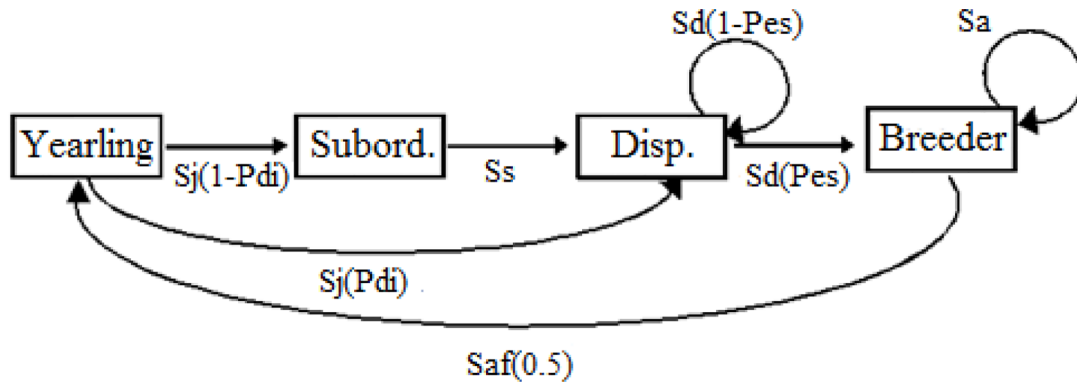 Sd(1-Pes)
Sa
Yearling
Subord.
Disp.
Breeder
Sj(1-Pdi)
Ss
Sd(Pes)
Sj(Pdi)
Saf(0.5)